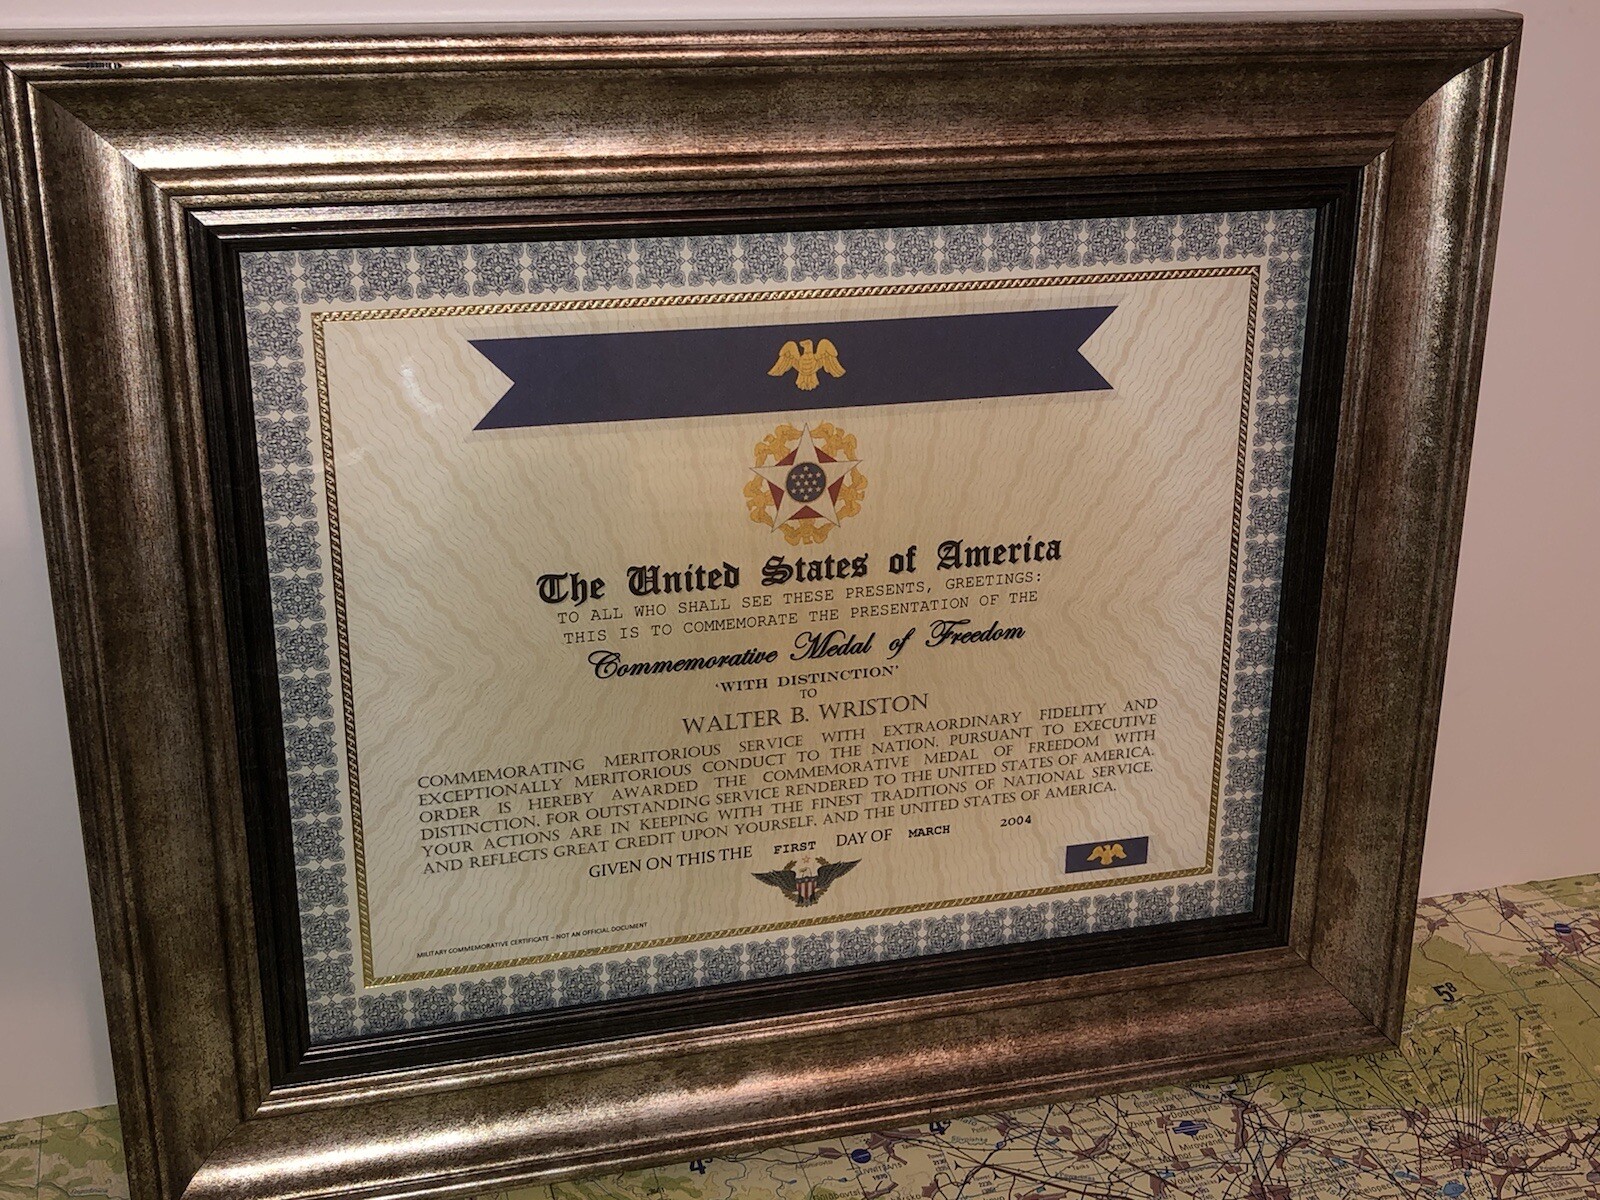 The United States of America
TO ALL WHO SHALL SEE THESE PRESENTS, GREETINGS:
THIS IS TO COMMEMORATE THE PRESENTATION OF THE
Commemorative Medal of Freedom
'WITH DISTINCTION'
TO
WALTER B. WRISTON
COMMEMORATING MERITORIOUS SERVICE WITH EXTRAORDINARY FIDELITY AND
EXCEPTIONALLY MERITORIOUS CONDUCT TO THE NATION. PURSUANT TO EXECUTIVE
ORDER IS HEREBY AWARDED THE COMMEMORATIVE MEDAL OF FREEDOM WITH
DISTINCTION. FOR OUTSTANDING SERVICE RENDERED TO THE UNITED STATES OF AMERICA.
YOUR ACTIONS ARE IN KEEPING WITH THE FINEST TRADITIONS OF NATIONAL SERVICE.
AND REFLECTS GREAT CREDIT UPON YOURSELF, AND THE UNITED STATES OF AMERICA.
GIVEN ON THIS THE FIRST DAY OF MARCH 2004
MILITARY COMMEMORATIVE CERTIFICATE - NOT AN OFFICIAL DOCUMENT
5⁸